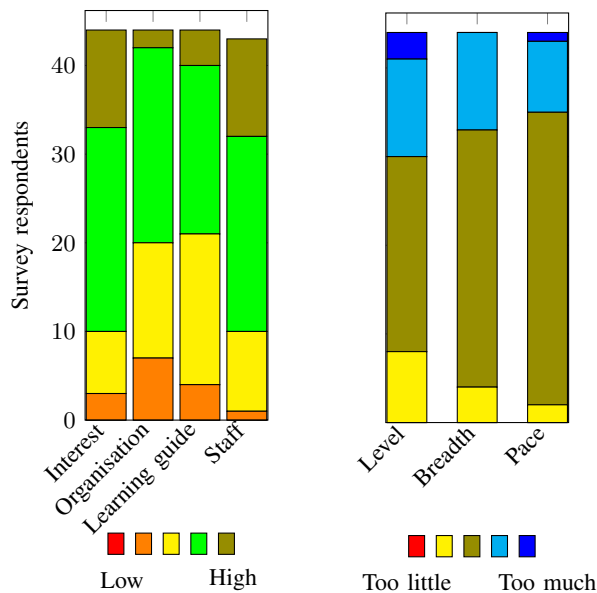 Survey respondents
40
30
20
10
0
Interest
Organisation
Learning guide
Staff
Low High
Level
Breadth
Pace
Too little Too much